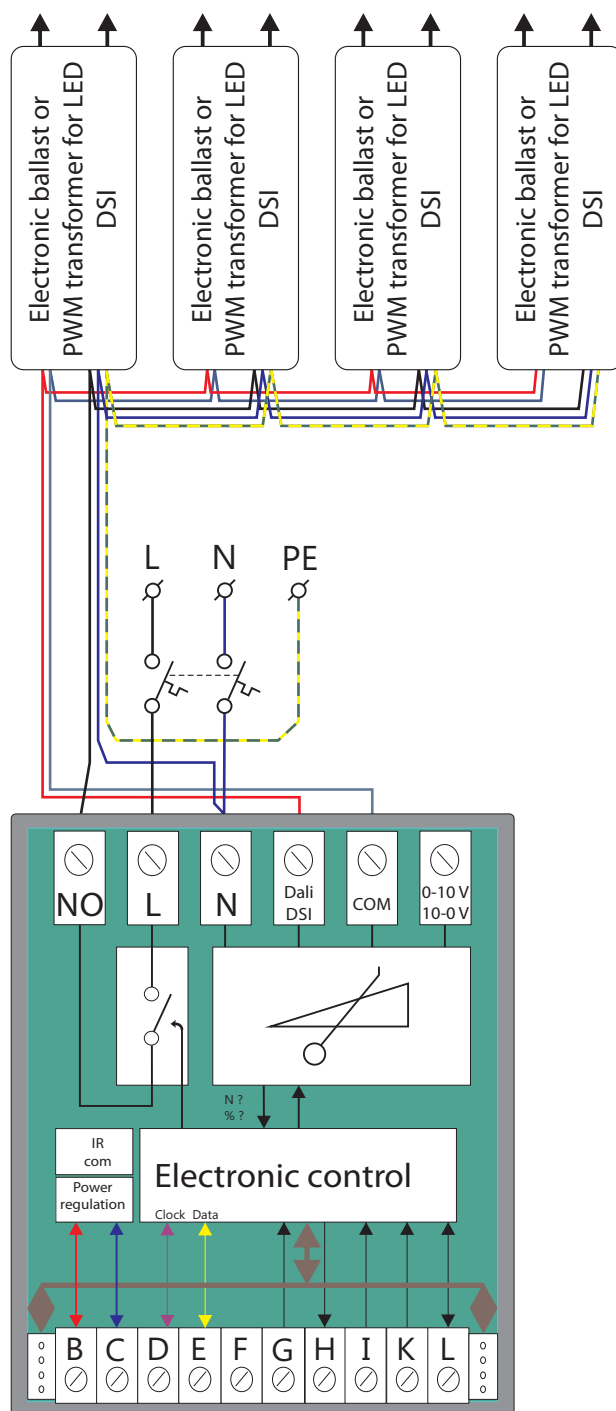 Electronic ballast or
PWM transformer for LED
DSI
Electronic ballast or
PWM transformer for LED
DSI
Electronic ballast or
PWM transformer for LED
DSI
Electronic ballast or
PWM transformer for LED
DSI
L
N
PE
NO
L
N
Dali
DSI
COM
0-10 V
10-0 V
N ?
% ?
IR
com
Power
regulation
Electronic control
Clock
Data
B
C
D
E
F
G
H
I
K
L